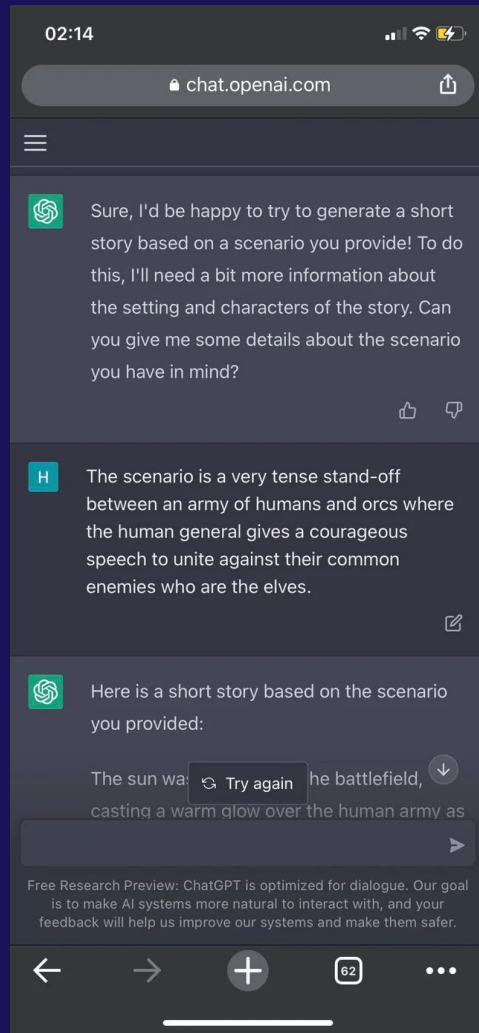 02:14
chat.openai.com
Sure, I'd be happy to try to generate a short
story based on a scenario you provide! To do
this, I'll need a bit more information about
the setting and characters of the story. Can
you give me some details about the scenario
you have in mind?
H
The scenario is a very tense stand-off
between an army of humans and orcs where
the human general gives a courageous
speech to unite against their common
enemies who are the elves.
Here is a short story based on the scenario
you provided:
The sun was he battlefield,
Try again
casting a warm glow over the human army as
Free Research Preview: ChatGPT is optimized for dialogue. Our goal
is to make AI systems more natural to interact with, and your
feedback will help us improve our systems and make them safer.
62